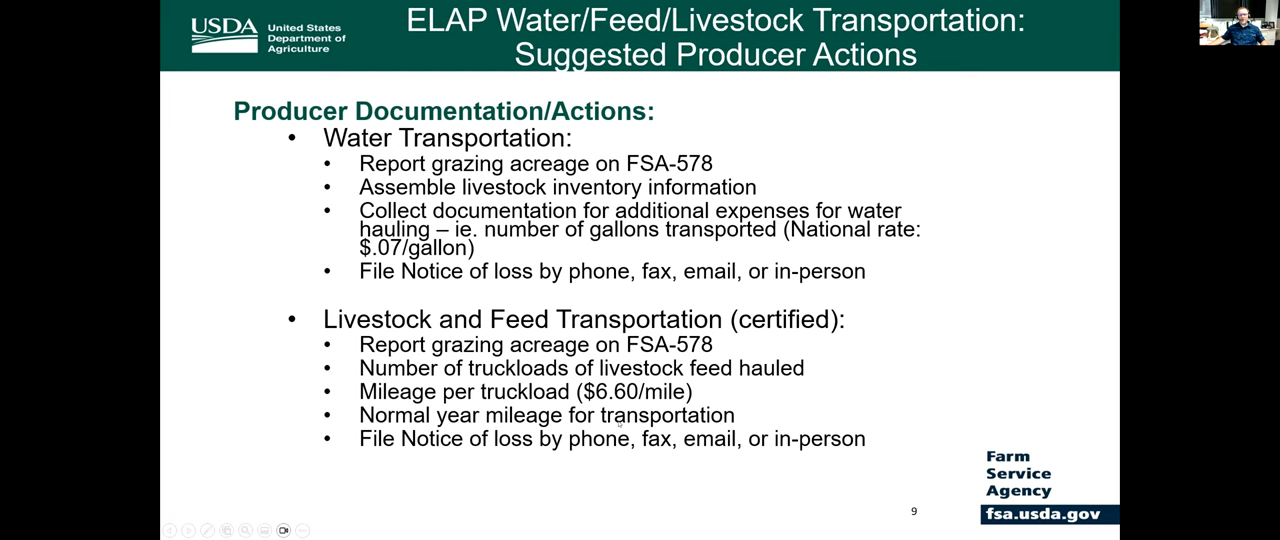 USDA
United States
Department of
Agriculture
ELAP Water/Feed/Livestock Transportation:
Suggested Producer Actions
Producer Documentation/Actions:
• Water Transportation:
• Report grazing acreage on FSA-578
• Assemble livestock inventory information
• Collect documentation for additional expenses for water
hauling – ie. number of gallons transported (National rate:
$.07/gallon)
• File Notice of loss by phone, fax, email, or in-person
• Livestock and Feed Transportation (certified):
• Report grazing acreage on FSA-578
• Number of truckloads of livestock feed hauled
• Mileage per truckload ($6.60/mile)
• Normal year mileage for transportation
• File Notice of loss by phone, fax, email, or in-person
Farm
Service
Agency
fsa.usda.gov
9